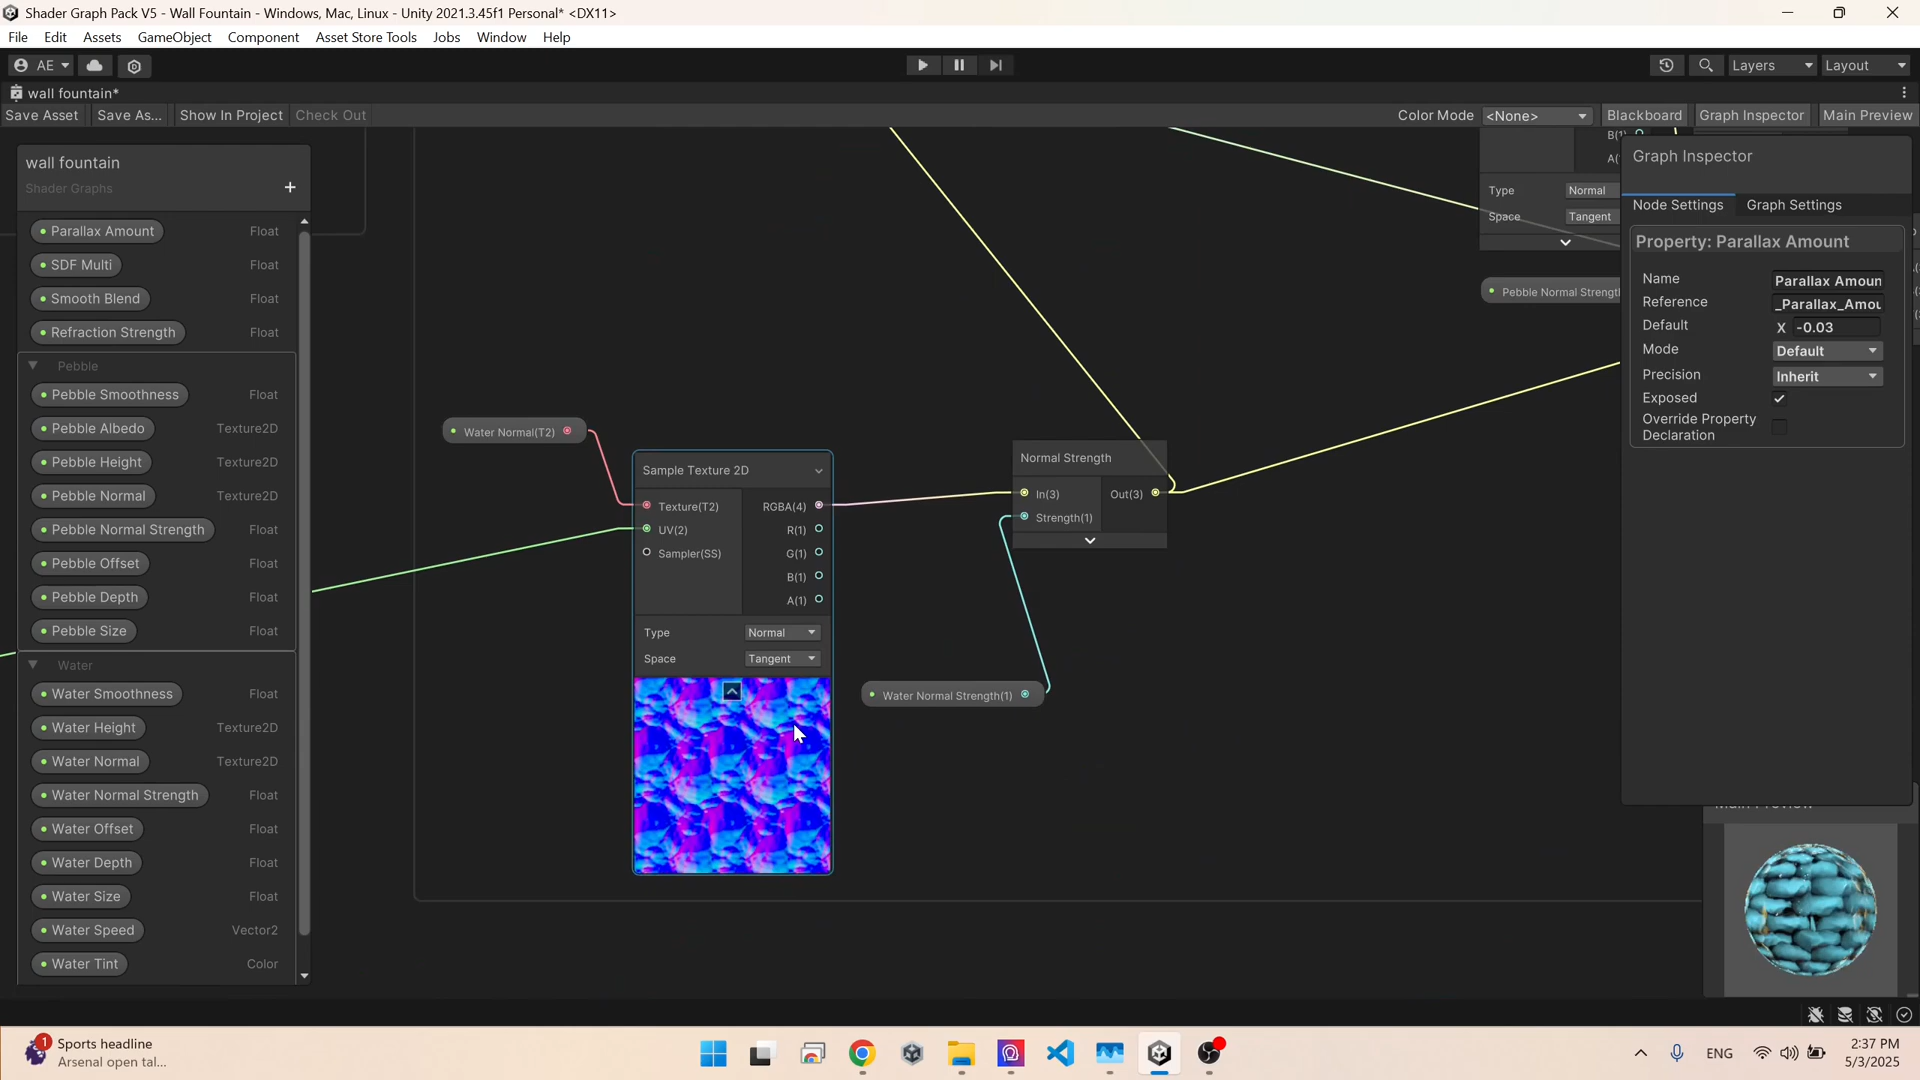 Shader Graph Pack V5 - Wall Fountain - Windows, Mac, Linux - Unity 2021.3.45f1 Personal* <DX11>
File Edit Assets GameObject Component Asset Store Tools Jobs Window Help
AE Layers Layout
wall fountain*
Save Asset Save As... Show In Project Check Out Color Mode <None> Blackboard Graph Inspector Main Preview
wall fountain
Shader Graphs +
Parallax Amount Float
SDF Multi Float
Smooth Blend Float
Refraction Strength Float
Pebble
Pebble Smoothness Float
Pebble Albedo Texture2D
Pebble Height Texture2D
Pebble Normal Texture2D
Pebble Normal Strength Float
Pebble Offset Float
Pebble Depth Float
Pebble Size Float
Water
Water Smoothness Float
Water Height Texture2D
Water Normal Texture2D
Water Normal Strength Float
Water Offset Float
Water Depth Float
Water Size Float
Water Speed Vector2
Water Tint Color
Water Normal(T2)
Sample Texture 2D
Texture(T2) RGBA(4)
UV(2) R(1)
Sampler(SS) G(1)
B(1)
A(1)
Type Normal
Space Tangent
Normal Strength
In(3) Out(3)
Strength(1)
Water Normal Strength(1)
B(1)
A(
Type Normal
Space Tangent
Pebble Normal Strength
Graph Inspector
Node Settings Graph Settings
Property: Parallax Amount
Name Parallax Amoun
Reference _Parallax_Amou
Default X -0.03
Mode Default
Precision Inherit
Exposed
Override Property
Declaration
Main Preview
1 Sports headline
Arsenal open tal...
ENG
2:37 PM
5/3/2025